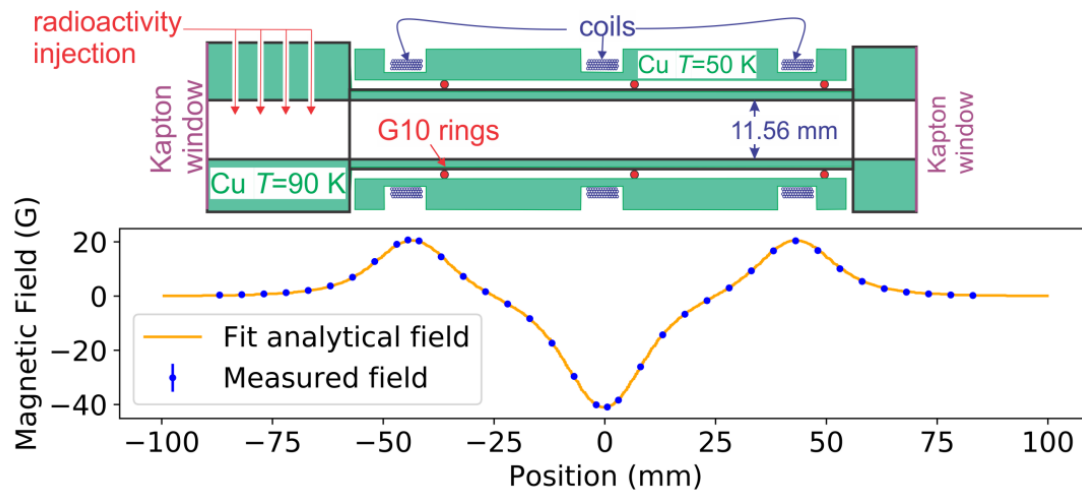 radioactivity
injection
coils
Cu T=50 K
Kapton
window
G10 rings
11.56 mm
Kapton
window
Cu T=90 K
Magnetic Field (G)
20
0
−20
−40
Fit analytical field
Measured field
−100
−75
−50
−25
0
25
50
75
100
Position (mm)